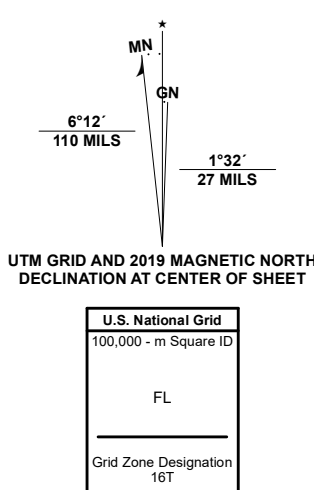 MN
GN
6°12´
110 MILS
1°32´
27 MILS
UTM GRID AND 2019 MAGNETIC NORTH
DECLINATION AT CENTER OF SHEET
U.S. National Grid
100,000 - m Square ID
FL
Grid Zone Designation
16T